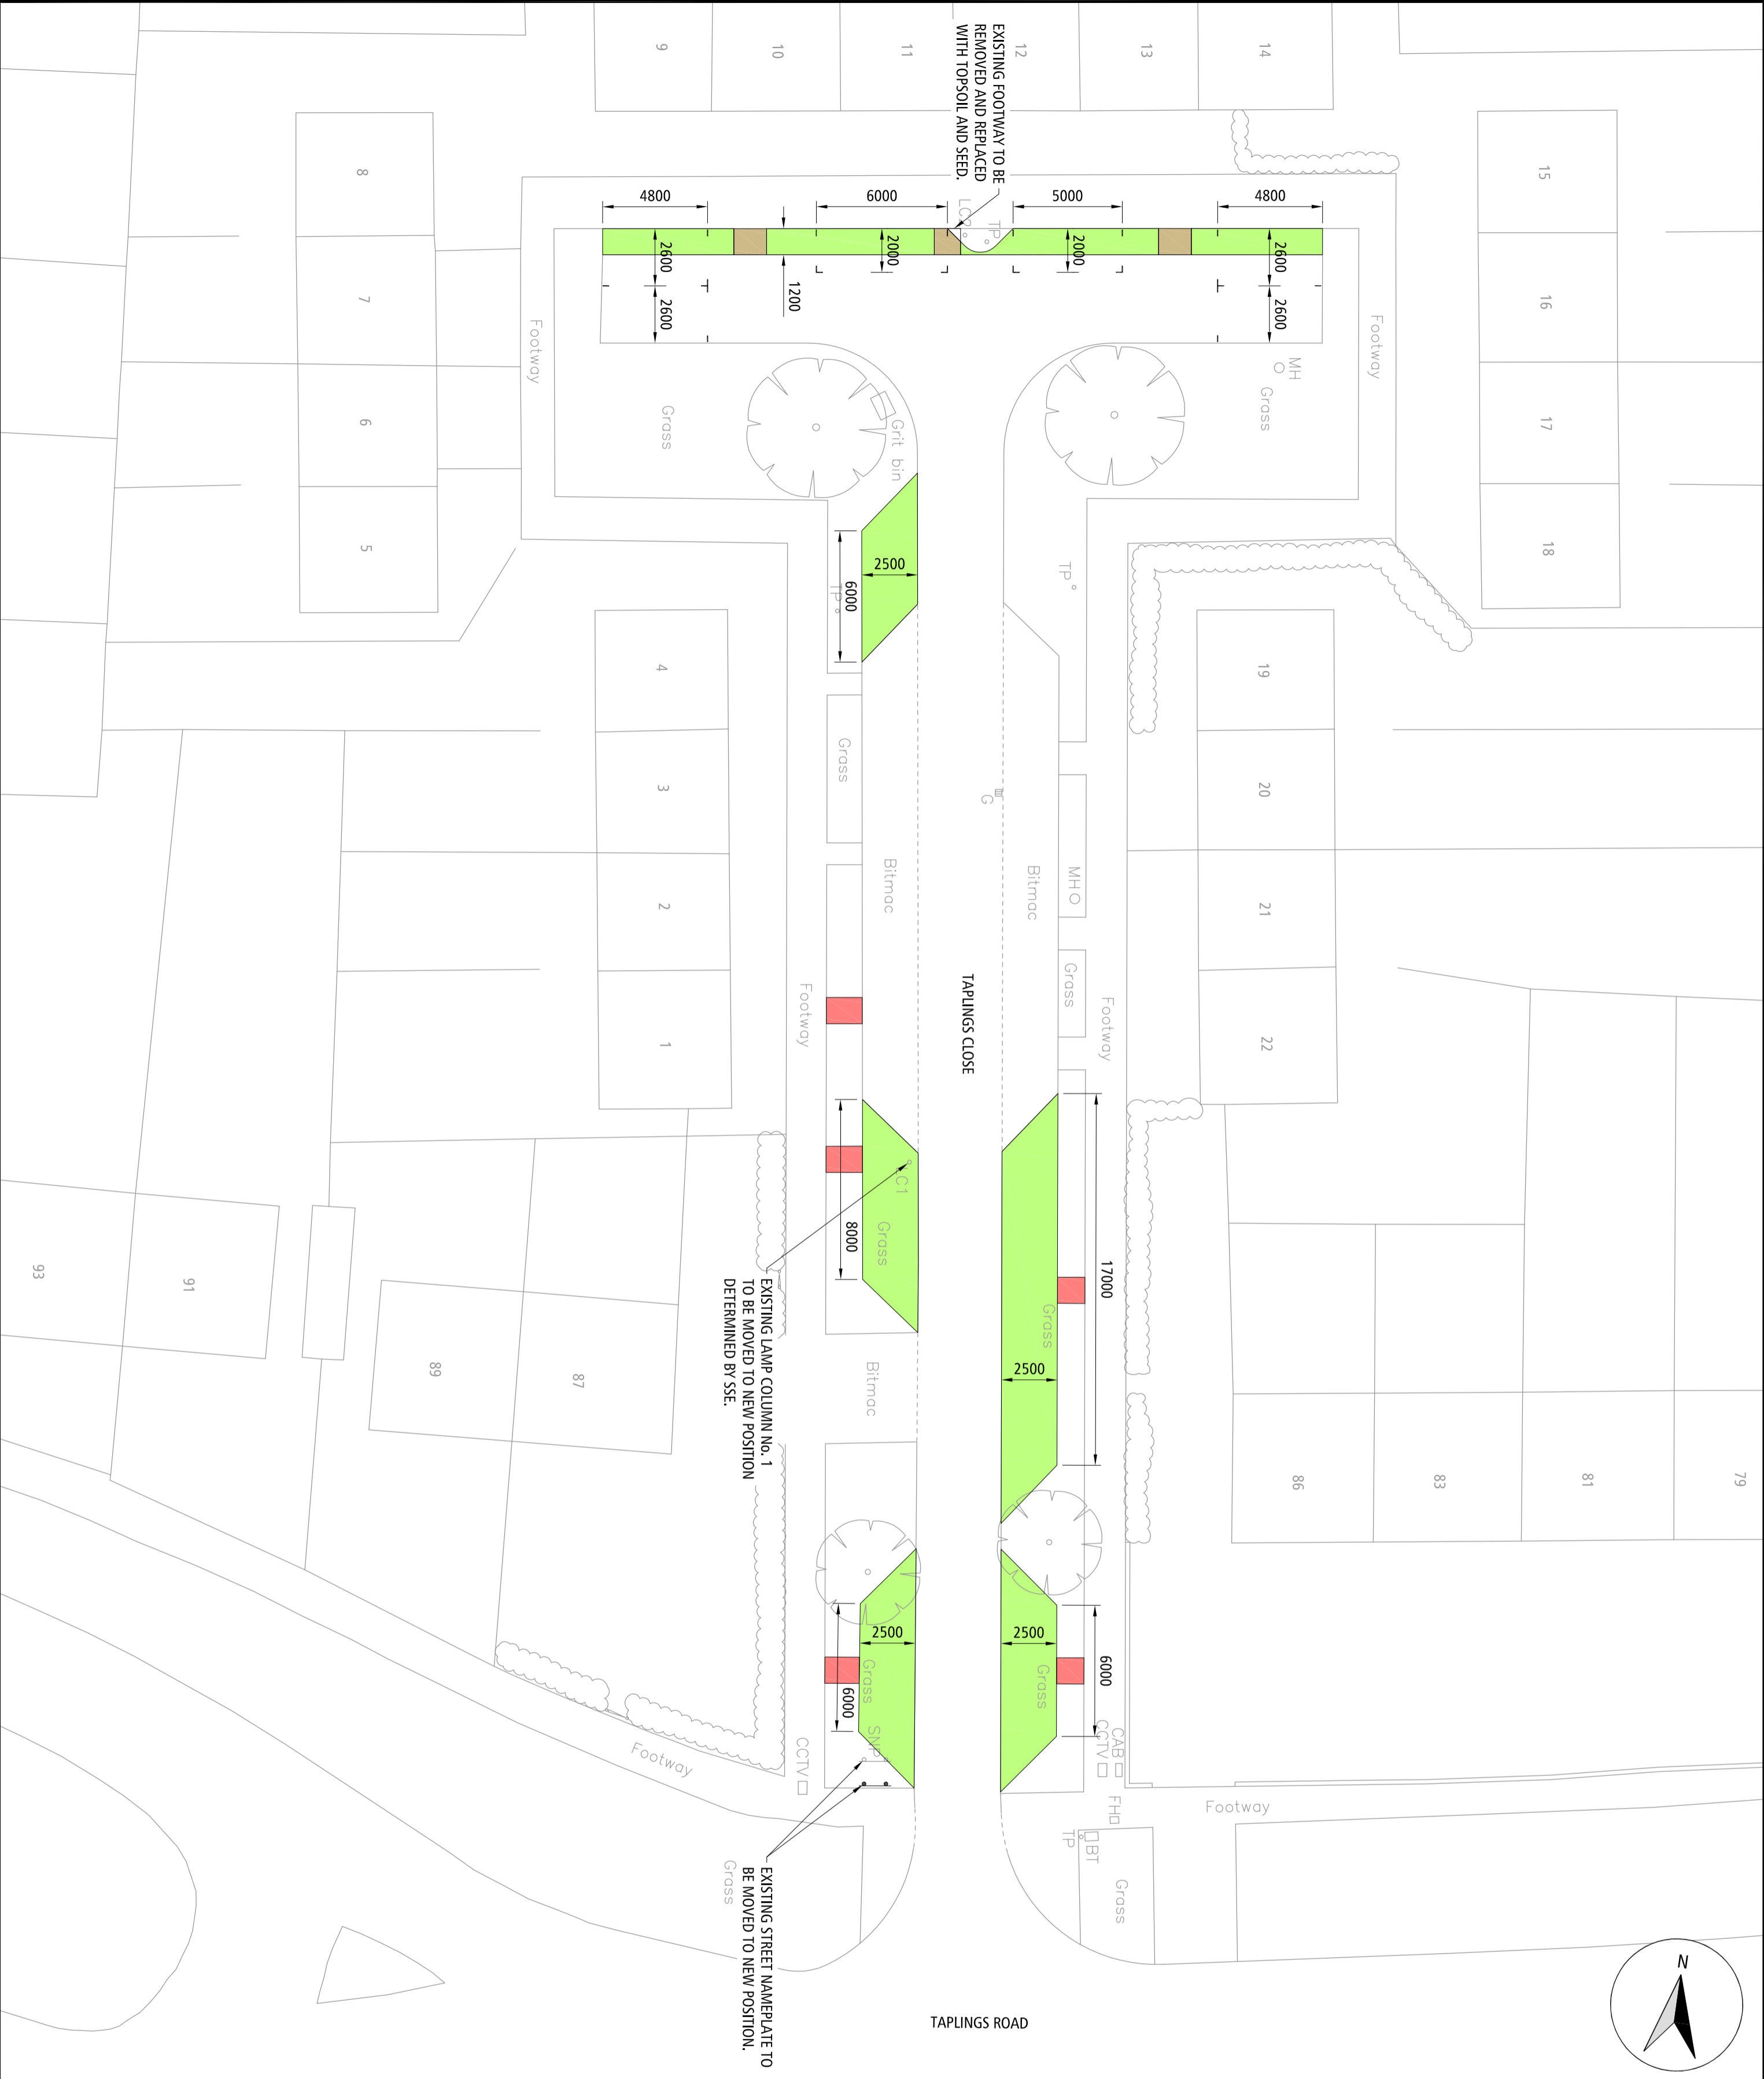 9
10
11
12
13
14
EXISTING FOOTWAY TO BE
REMOVED AND REPLACED
WITH TOPSOIL AND SEED.
8
7
6
5
15
16
17
18
4800
6000
5000
4800
TP
2600
2600
2000
1200
2000
2600
2600
Footway
Footway
MH
Grass
Grass
Grit bin
2500
6000
TP
TP
4
3
2
1
19
20
21
22
Grass
G
Bitmac
Bitmac
MH
Grass
TAPLINGS CLOSE
Footway
Footway
8000
Grass
17000
Grass
2500
EXISTING LAMP COLUMN No. 1
TO BE MOVED TO NEW POSITION
DETERMINED BY SSE.
Bitmac
93
91
89
87
86
83
81
79
2500
Grass
6000
SNP
2500
Grass
6000
CCTV
CAB
CCTV
FH
TP
BT
Footway
Footway
Grass
Grass
EXISTING STREET NAMEPLATE TO
BE MOVED TO NEW POSITION.
TAPLINGS ROAD
N